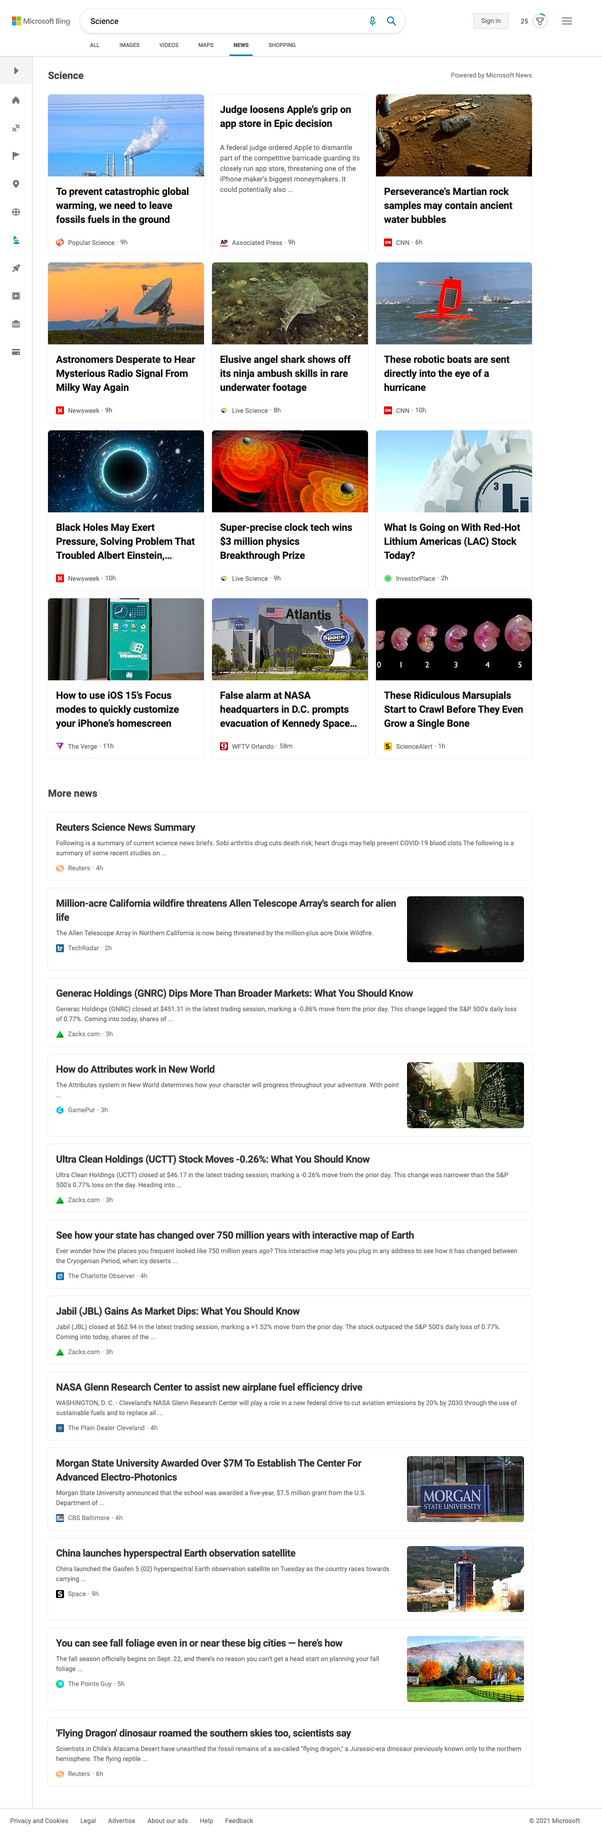 Microsoft Bing
Science
Sign in
25
ALL
IMAGES
VIDEOS
MAPS
NEWS
SHOPPING
Science
Powered by Microsoft News
To prevent catastrophic global
warming, we need to leave
fossils fuels in the ground
Popular Science · 9h
Judge loosens Apple's grip on
app store in Epic decision
A federal judge ordered Apple to dismantle
part of the competitive barricade guarding its
closely run app store, threatening one of the
iPhone maker's biggest moneymakers. It
could potentially also ...
AP
Associated Press · 9h
Perseverance's Martian rock
samples may contain ancient
water bubbles
CNN · 6h
Astronomers Desperate to Hear
Mysterious Radio Signal From
Milky Way Again
Newsweek · 9h
Elusive angel shark shows off
its ninja ambush skills in rare
underwater footage
Live Science · 8h
These robotic boats are sent
directly into the eye of a
hurricane
CNN · 10h
Black Holes May Exert
Pressure, Solving Problem That
Troubled Albert Einstein,...
Newsweek · 10h
Super-precise clock tech wins
$3 million physics
Breakthrough Prize
Live Science · 9h
3
Li
What Is Going on With Red-Hot
Lithium Americas (LAC) Stock
Today?
InvestorPlace · 2h
How to use iOS 15's Focus
modes to quickly customize
your iPhone's homescreen
The Verge · 11h
Atlantis
Space
False alarm at NASA
headquarters in D.C. prompts
evacuation of Kennedy Space...
WFTV Orlando · 58m
0 1 2 3 4 5
These Ridiculous Marsupials
Start to Crawl Before They Even
Grow a Single Bone
ScienceAlert · 1h
More news
Reuters Science News Summary
Following is a summary of current science news briefs. Sobi arthritis drug cuts death risk; heart drugs may help prevent COVID-19 blood clots The following is a
summary of some recent studies on ...
Reuters · 4h
Million-acre California wildfire threatens Allen Telescope Array's search for alien
life
The Allen Telescope Array in Northern California is now being threatened by the million-plus acre Dixie Wildfire.
tr
TechRadar · 2h
Generac Holdings (GNRC) Dips More Than Broader Markets: What You Should Know
Generac Holdings (GNRC) closed at $451.31 in the latest trading session, marking a -0.86% move from the prior day. This change lagged the S&P 500's daily loss
of 0.77%. Coming into today, shares of ...
Zacks.com · 3h
How do Attributes work in New World
The Attributes system in New World determines how your character will progress throughout your adventure. With point
...
GamePur · 3h
Ultra Clean Holdings (UCTT) Stock Moves -0.26%: What You Should Know
Ultra Clean Holdings (UCTT) closed at $46.17 in the latest trading session, marking a -0.26% move from the prior day. This change was narrower than the S&P
500's 0.77% loss on the day. Heading into ...
Zacks.com · 3h
See how your state has changed over 750 million years with interactive map of Earth
Ever wonder how the places you frequent looked like 750 million years ago? This interactive map lets you plug in any address to see how it has changed between
the Cryogenian Period, when icy deserts ...
The Charlotte Observer · 4h
Jabil (JBL) Gains As Market Dips: What You Should Know
Jabil (JBL) closed at $62.94 in the latest trading session, marking a +1.52% move from the prior day. The stock outpaced the S&P 500's daily loss of 0.77%.
Coming into today, shares of the ...
Zacks.com · 3h
NASA Glenn Research Center to assist new airplane fuel efficiency drive
WASHINGTON, D. C. - Cleveland's NASA Glenn Research Center will play a role in a new federal drive to cut aviation emissions by 20% by 2030 through the use of
sustainable fuels and to replace all ...
The Plain Dealer Cleveland · 4h
Morgan State University Awarded Over $7M To Establish The Center For
Advanced Electro-Photonics
Morgan State University announced that the school was awarded a five-year, $7.5 million grant from the U.S.
Department of ...
CBS Baltimore · 4h
MORGAN
STATE UNIVERSITY
China launches hyperspectral Earth observation satellite
China launched the Gaofen 5 (02) hyperspectral Earth observation satellite on Tuesday as the country races towards
carrying ...
S
Space · 9h
You can see fall foliage even in or near these big cities — here's how
The fall season officially begins on Sept. 22, and there's no reason you can't get a head start on planning your fall
foliage ...
The Points Guy · 5h
'Flying Dragon' dinosaur roamed the southern skies too, scientists say
Scientists in Chile's Atacama Desert have unearthed the fossil remains of a so-called "flying dragon," a Jurassic-era dinosaur previously known only to the northern
hemisphere. The flying reptile ...
Reuters · 6h
Privacy and Cookies
Legal
Advertise
About our ads
Help
Feedback
© 2021 Microsoft